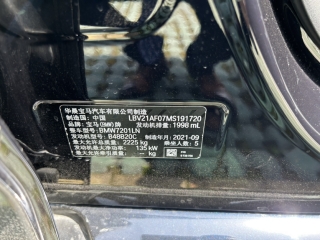 华晨宝马汽车有限公司制造
制造国：中国 LBV21AF07MS191720
品牌：宝马(BMW)牌 发动机排量：1998 mL
整车型号：BMW7201LN
发动机型号：B48B20C 制造年月：2021-09
最大允许总质量：2225 kg 乘坐人数：5
发动机最大净功率：135 kW
kg